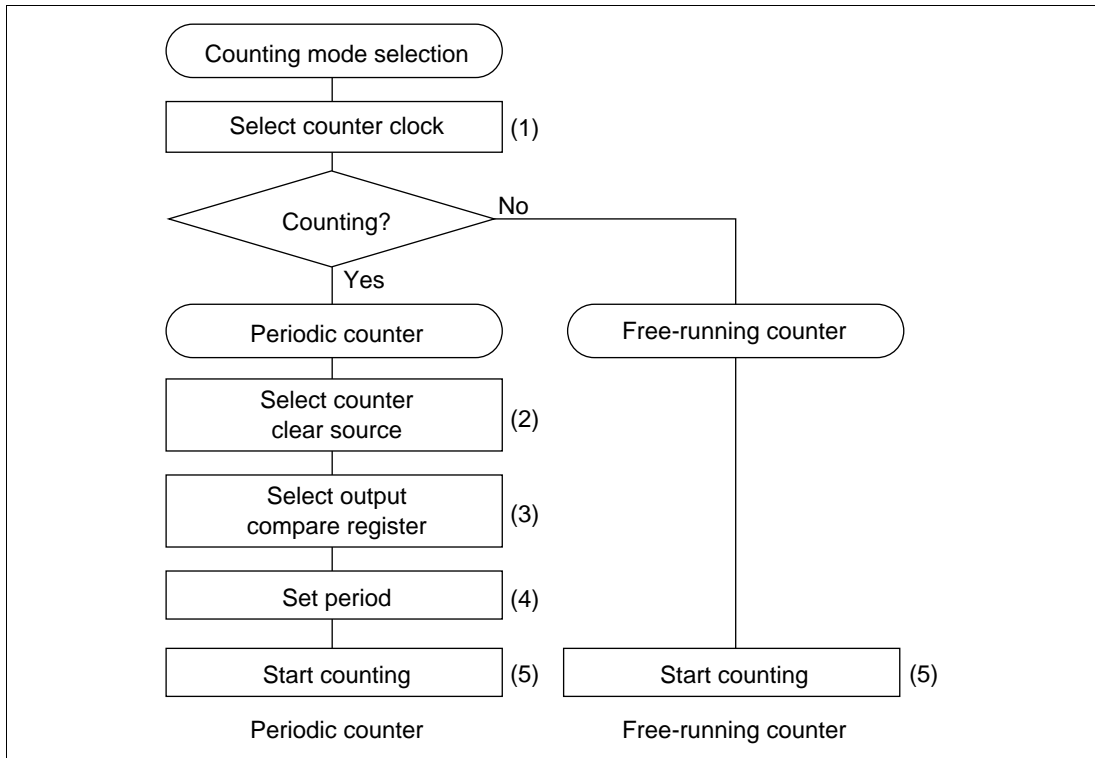 Counting mode selection
Select counter clock
(1)
Counting?
No
Yes
Periodic counter
Free-running counter
Select counter
clear source
(2)
Select output
compare register
(3)
Set period
(4)
Start counting
(5)
Start counting
(5)
Periodic counter
Free-running counter